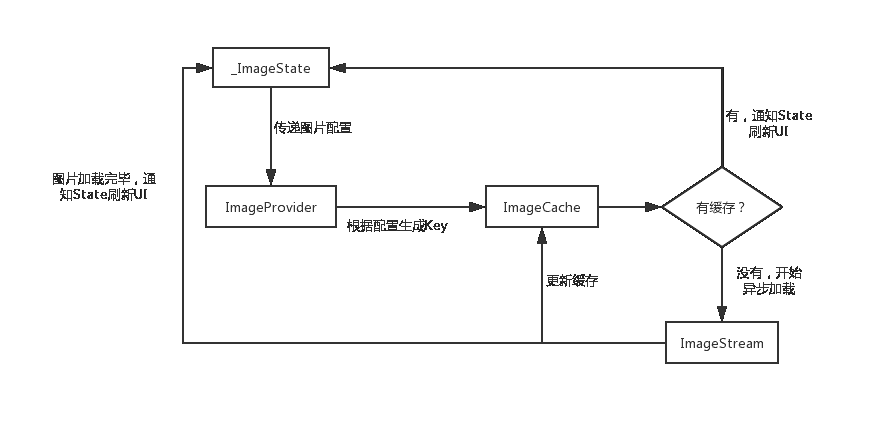 _ImageState
传递图片配置
有，通知State
刷新UI
图片加载完毕，通
知State刷新UI
ImageProvider
根据配置生成Key
ImageCache
有缓存？
更新缓存
没有，开始
异步加载
ImageStream